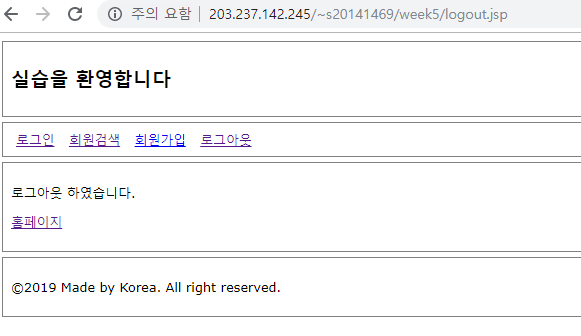 주의 요함 203.237.142.245/~s20141469/week5/logout.jsp
실습을 환영합니다
로그인 회원검색 회원가입 로그아웃
로그아웃 하였습니다.
홈페이지
©2019 Made by Korea. All right reserved.